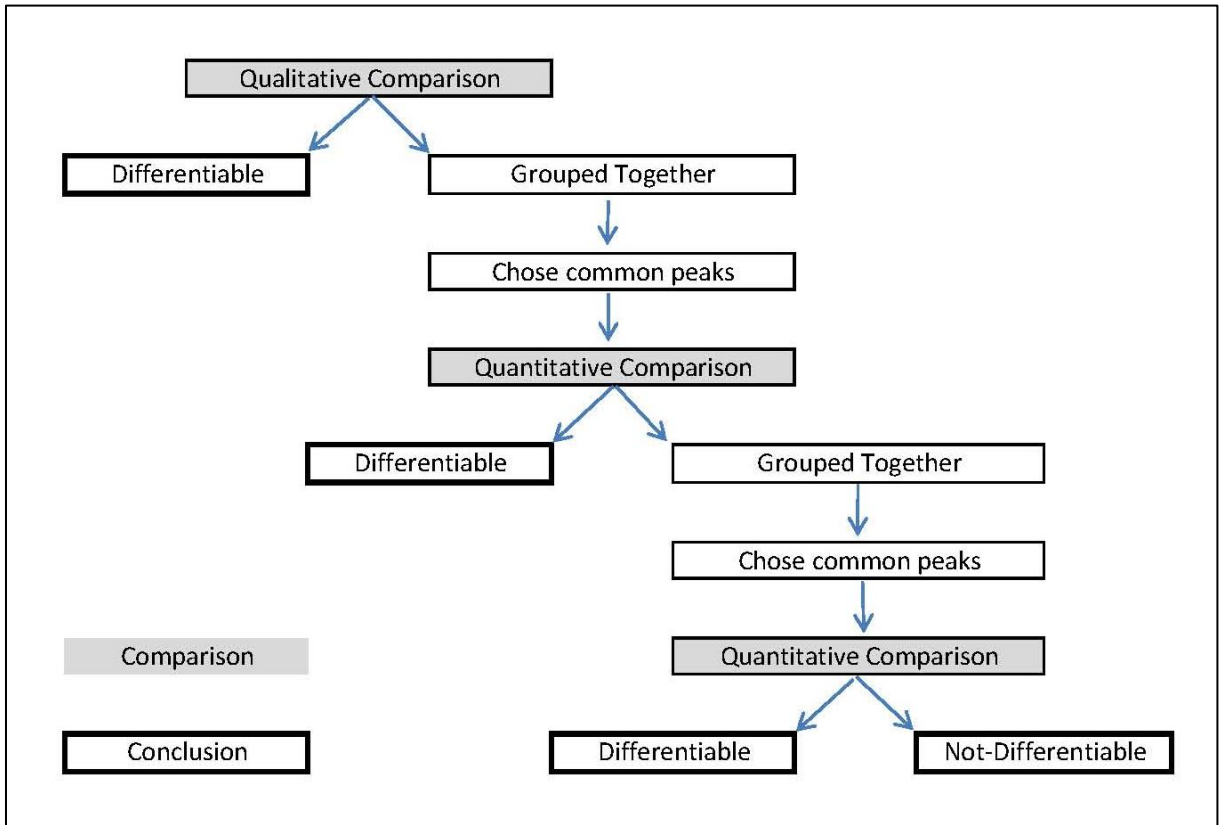 Qualitative Comparison
Differentiable
Grouped Together
Chose common peaks
Quantitative Comparison
Differentiable
Grouped Together
Chose common peaks
Comparison
Quantitative Comparison
Conclusion
Differentiable
Not-Differentiable